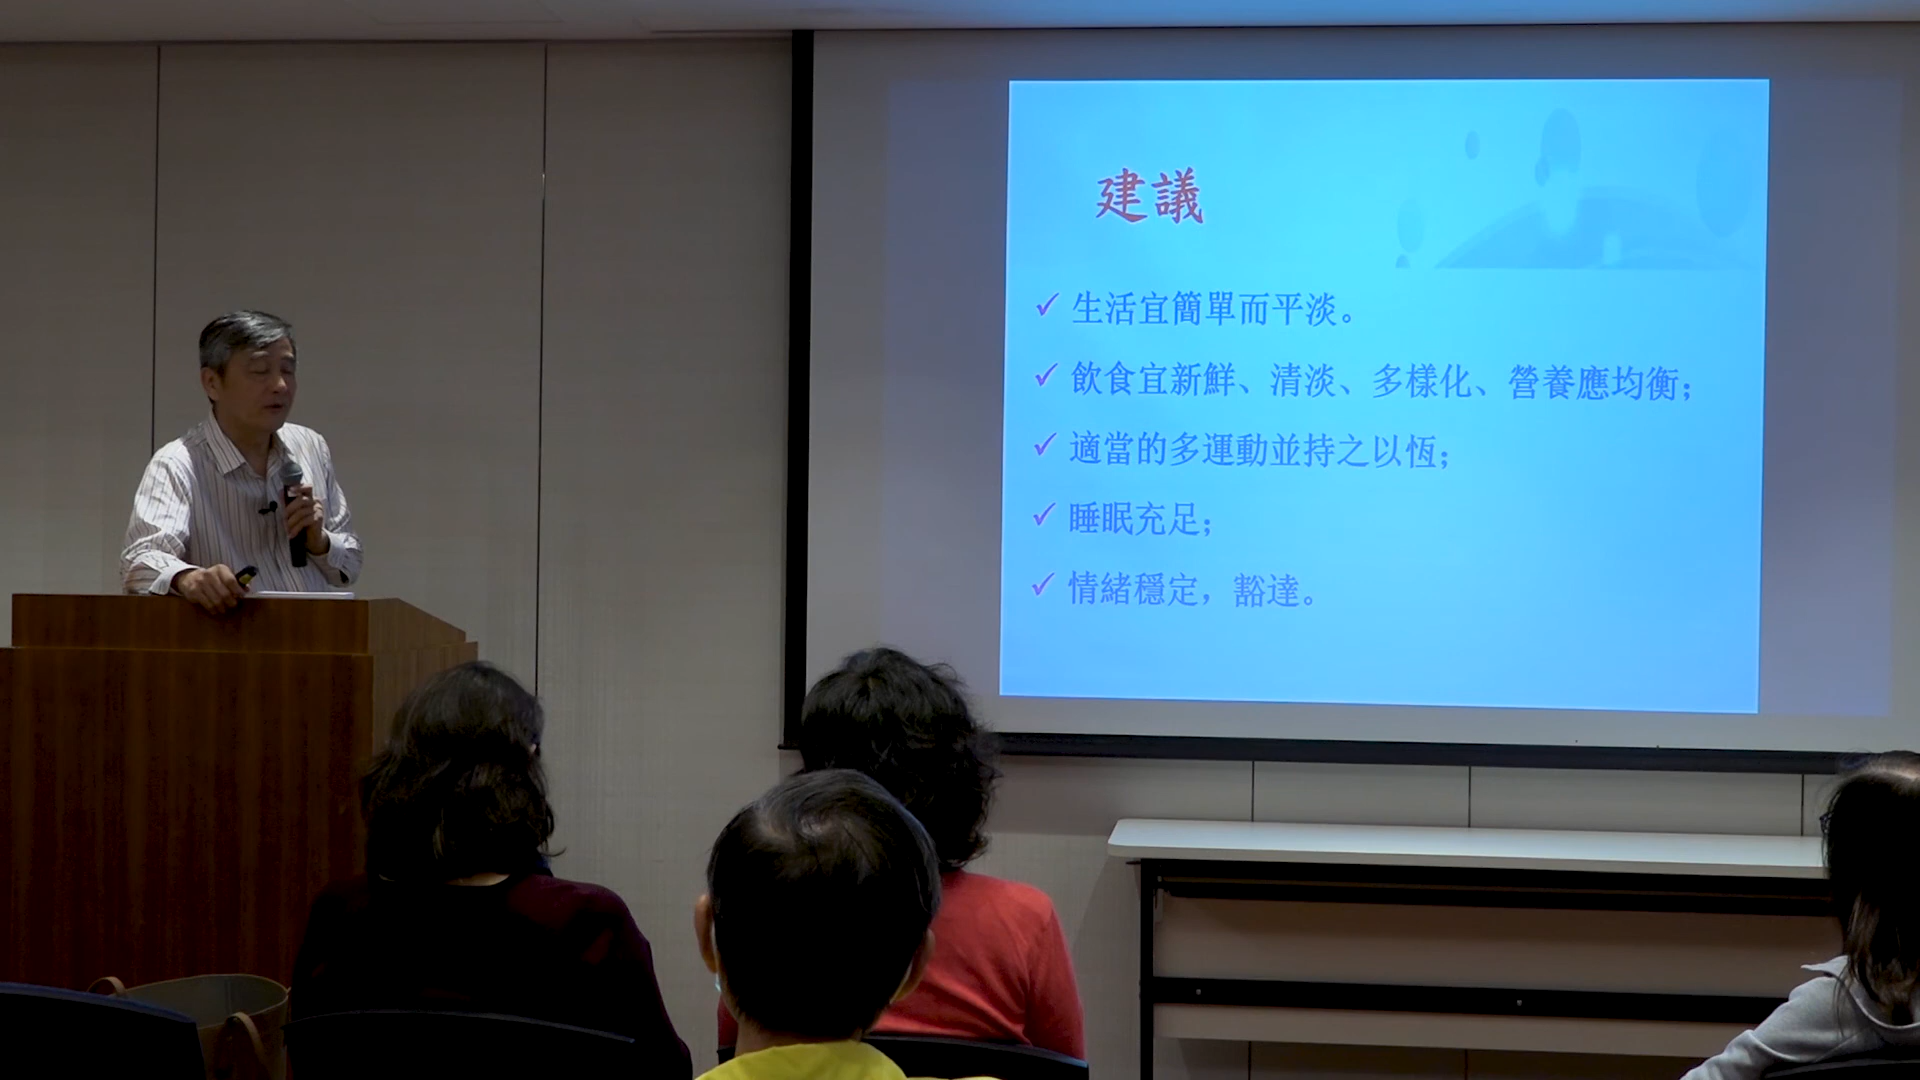 建議
生活宜簡單而平淡。
飲食宜新鮮、清淡、多樣化、營養應均衡;
適當的多運動並持之以恆;
睡眠充足;
情緒穩定，豁達。